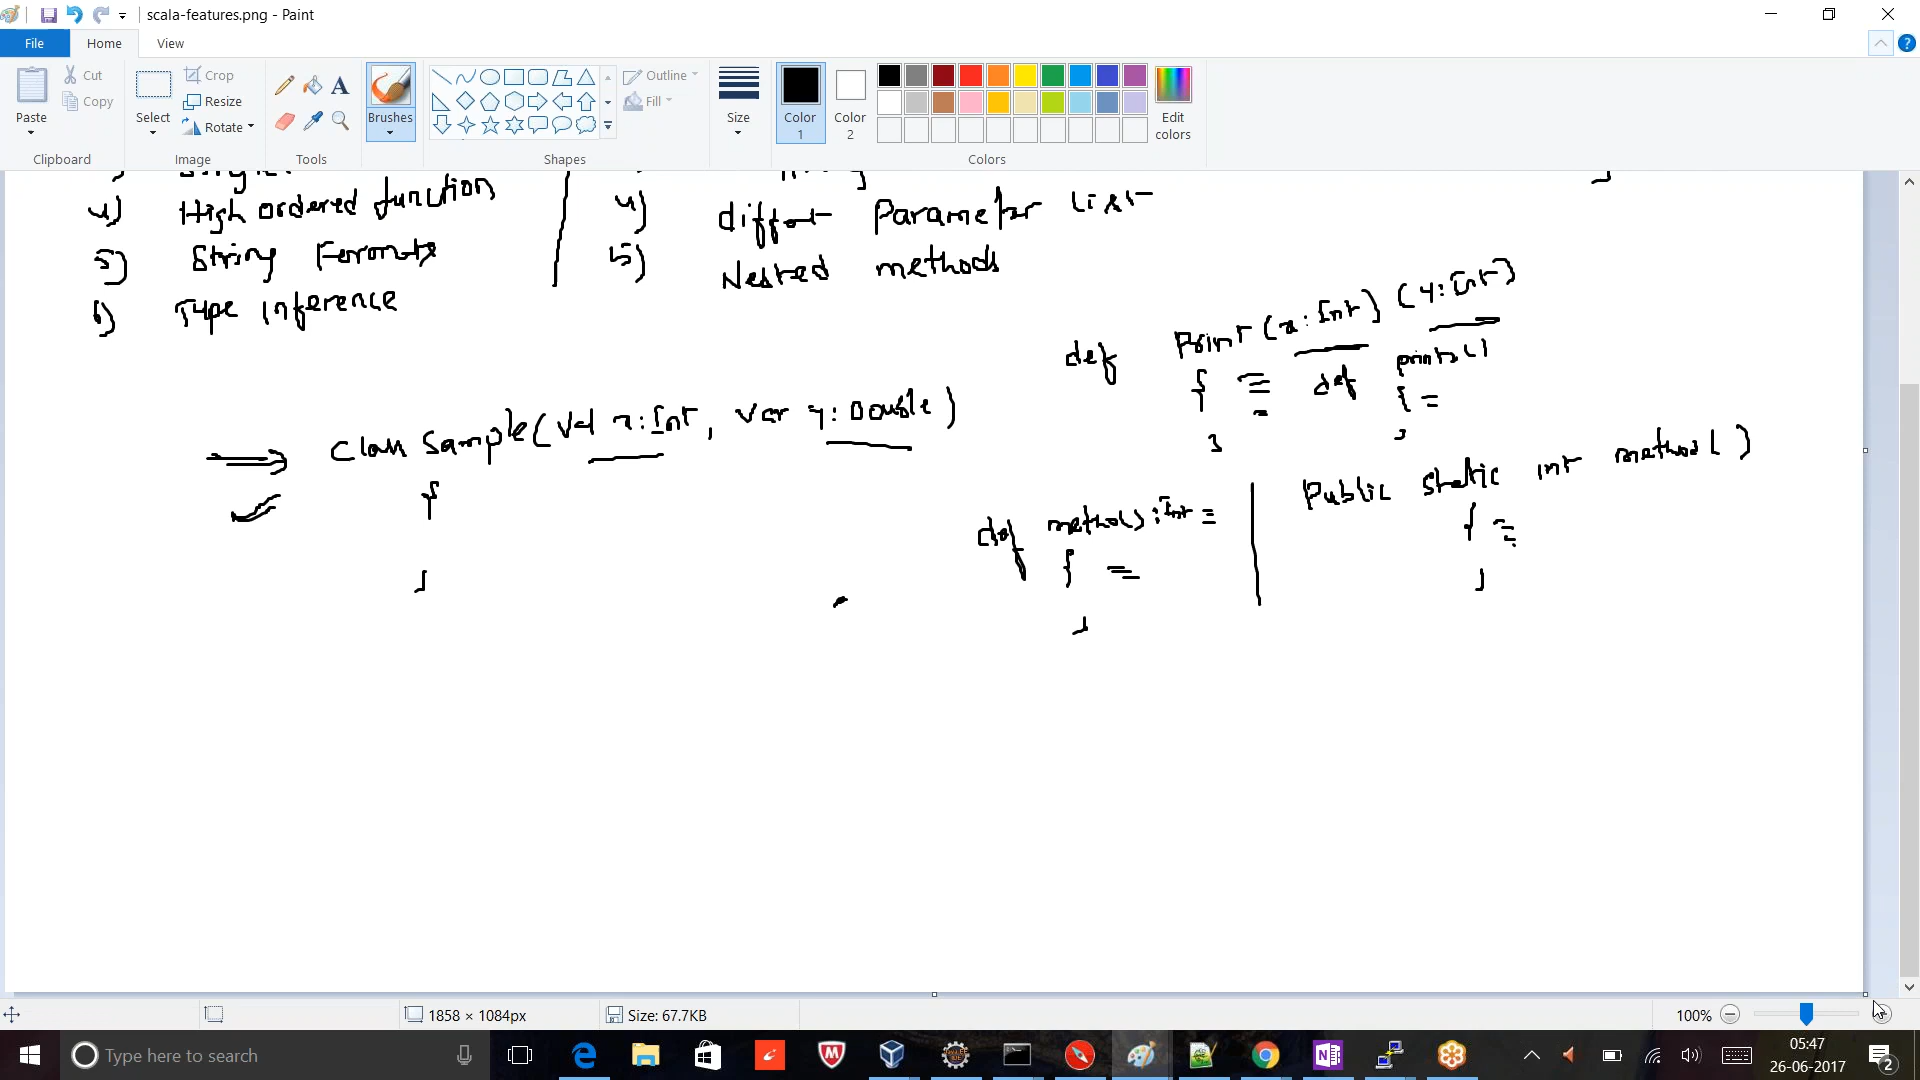 scala-features.png - Paint
File Home View
Paste Cut Copy Clipboard
Select Crop Resize Rotate Image
Tools
Brushes
Outline Fill Shapes
Size
Color 1 Color 2 Edit colors Colors
4) High ordered function
5) String
6) Type inference
4) Parameter List
5) Nested methods
def Print(x:Int) (y:Int)
{ def prints()
{ =
}
}
class Sample(val x:Int, var y:Double)
{
}
def method():Int =
{
}
Public static int method()
{
}
1858 × 1084px
Size: 67.7KB
100%
Type here to search
05:47
26-06-2017
2